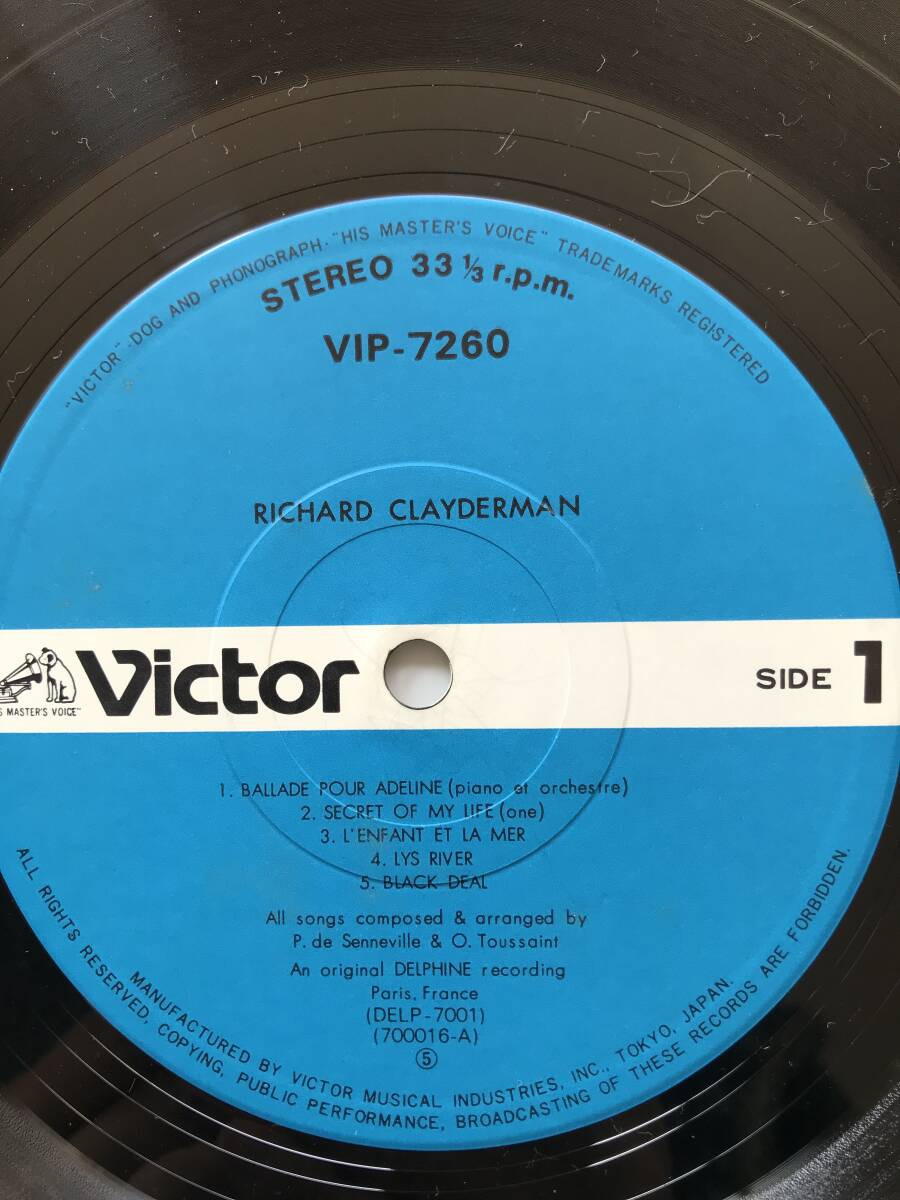 "VICTOR"-DOG AND PHONOGRAPH-"HIS MASTER'S VOICE" TRADEMARKS REGISTERED
STEREO 33 1/3 r.p.m.
VIP-7260
RICHARD CLAYDERMAN
Victor
MASTER'S VOICE"
SIDE 1
1. BALLADE POUR ADELINE (piano et orchestre)
2. SECRET OF MY LIFE (one)
3. L'ENFANT ET LA MER
4. LYS RIVER
5. BLACK DEAL
All songs composed & arranged by
P. de Senneville & O. Toussaint
An original DELPHINE recording
Paris, France
(DELP-7001)
(700016-A)
⑤
ALL RIGHTS RESERVED, COPYING, PUBLIC PERFORMANCE, BROADCASTING OF THESE RECORDS ARE FORBIDDEN.
MANUFACTURED BY VICTOR MUSICAL INDUSTRIES, INC., TOKYO, JAPAN.